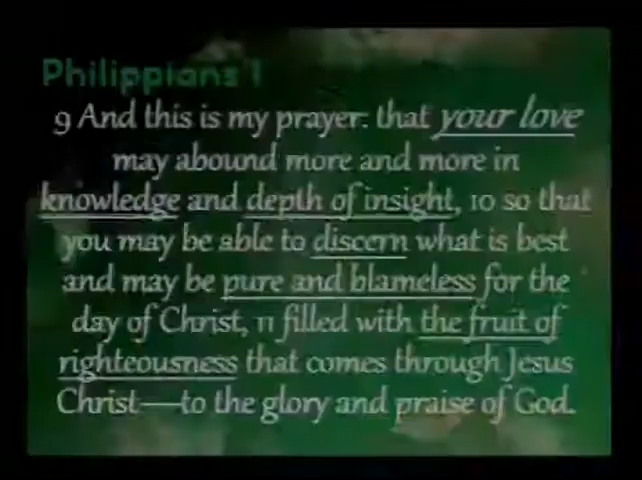 Philippians 1
9 And this is my prayer: that your love
may abound more and more in
knowledge and depth of insight, 10 so that
you may be able to discern what is best
and may be pure and blameless for the
day of Christ, 11 filled with the fruit of
righteousness that comes through Jesus
Christ—to the glory and praise of God.